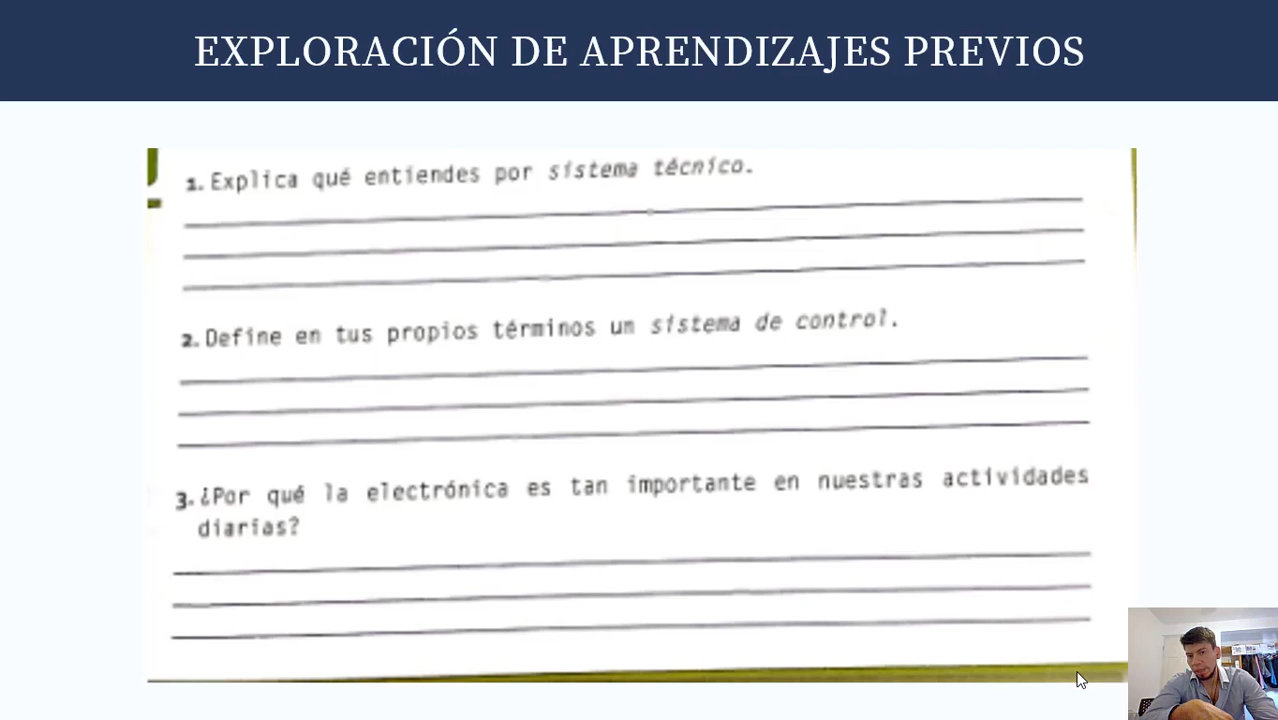 EXPLORACIÓN DE APRENDIZAJES PREVIOS
1. Explica qué entiendes por sistema técnico.
2. Define en tus propios términos un sistema de control.
3. ¿Por qué la electrónica es tan importante en nuestras actividades
diarias?